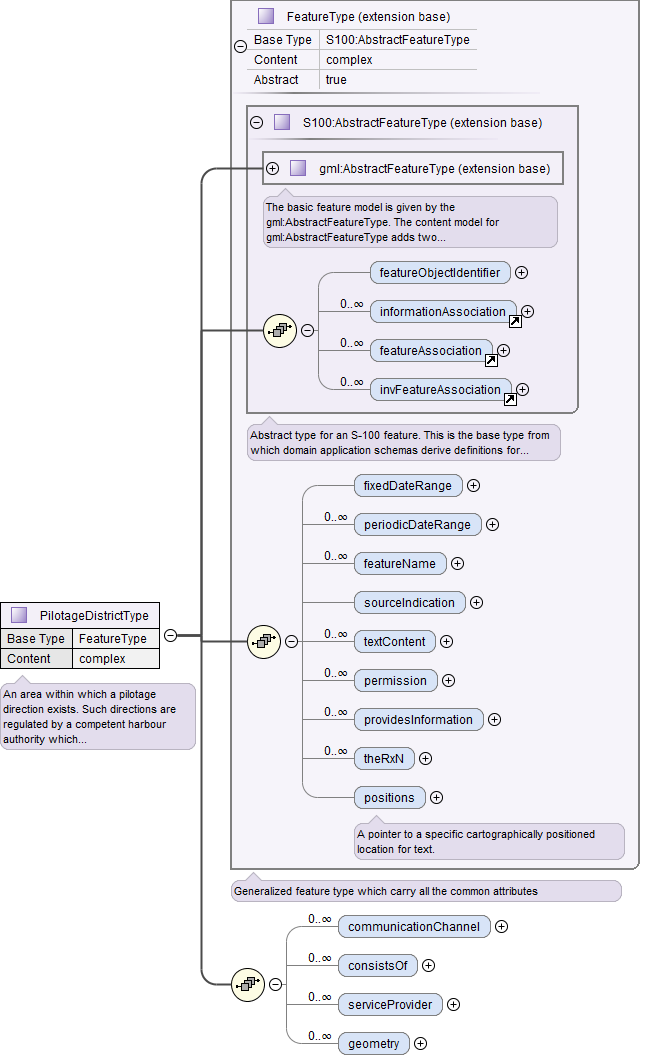 FeatureType (extension base)
Base Type S100:AbstractFeatureType
Content complex
Abstract true
S100:AbstractFeatureType (extension base)
gml:AbstractFeatureType (extension base)
The basic feature model is given by the
gml:AbstractFeatureType. The content model for
gml:AbstractFeatureType adds two...
featureObjectIdentifier
0..∞ informationAssociation
0..∞ featureAssociation
0..∞ invFeatureAssociation
Abstract type for an S-100 feature. This is the base type from
which domain application schemas derive definitions for...
fixedDateRange
0..∞ periodicDateRange
0..∞ featureName
sourceIndication
0..∞ textContent
0..∞ permission
0..∞ providesInformation
0..∞ theRxN
positions
A pointer to a specific cartographically positioned
location for text.
Generalized feature type which carry all the common attributes
PilotageDistrictType
Base Type FeatureType
Content complex
An area within which a pilotage
direction exists. Such directions are
regulated by a competent harbour
authority which...
0..∞ communicationChannel
0..∞ consistsOf
0..∞ serviceProvider
0..∞ geometry